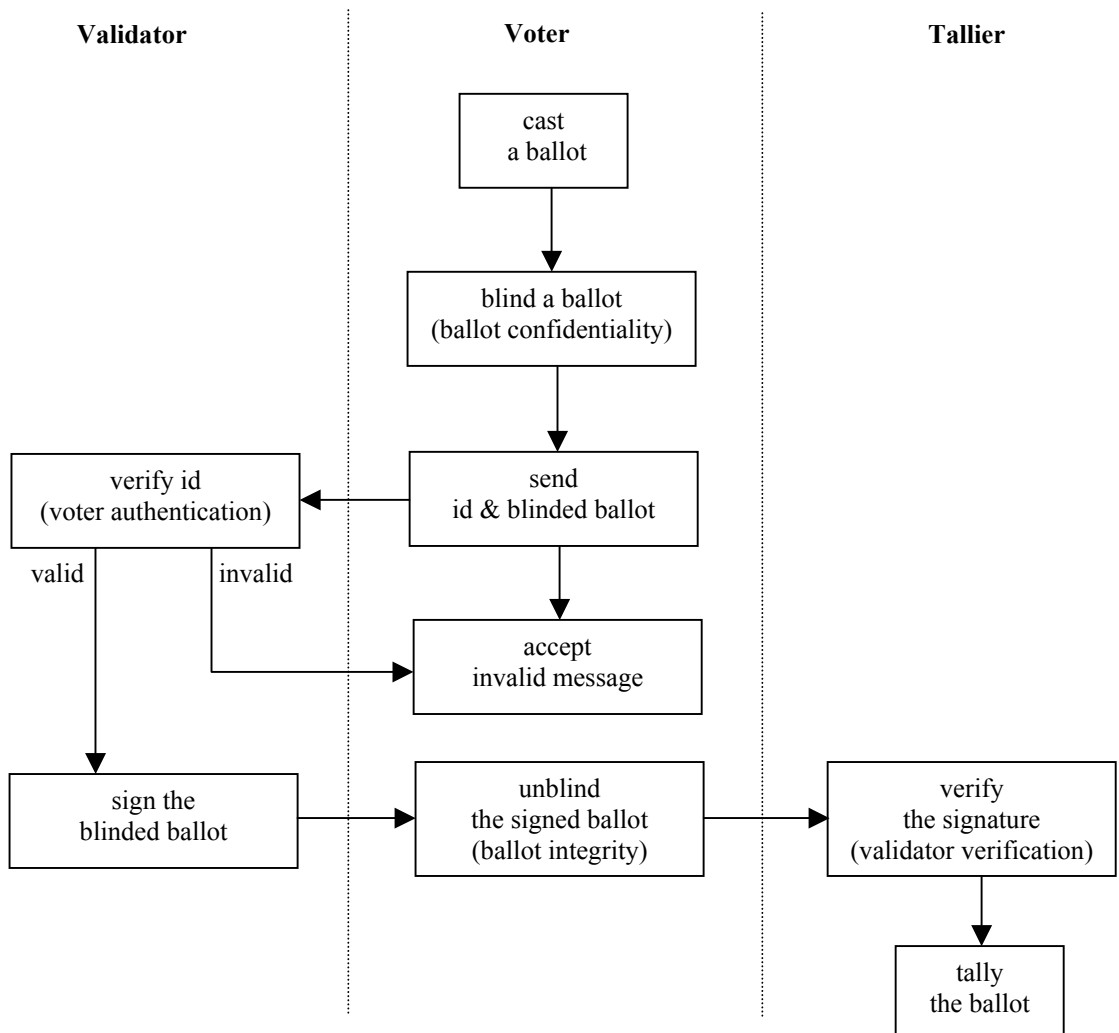 Validator
Voter
Tallier
cast
a ballot
blind a ballot
(ballot confidentiality)
verify id
(voter authentication)
send
id & blinded ballot
valid
invalid
accept
invalid message
sign the
blinded ballot
unblind
the signed ballot
(ballot integrity)
verify
the signature
(validator verification)
tally
the ballot